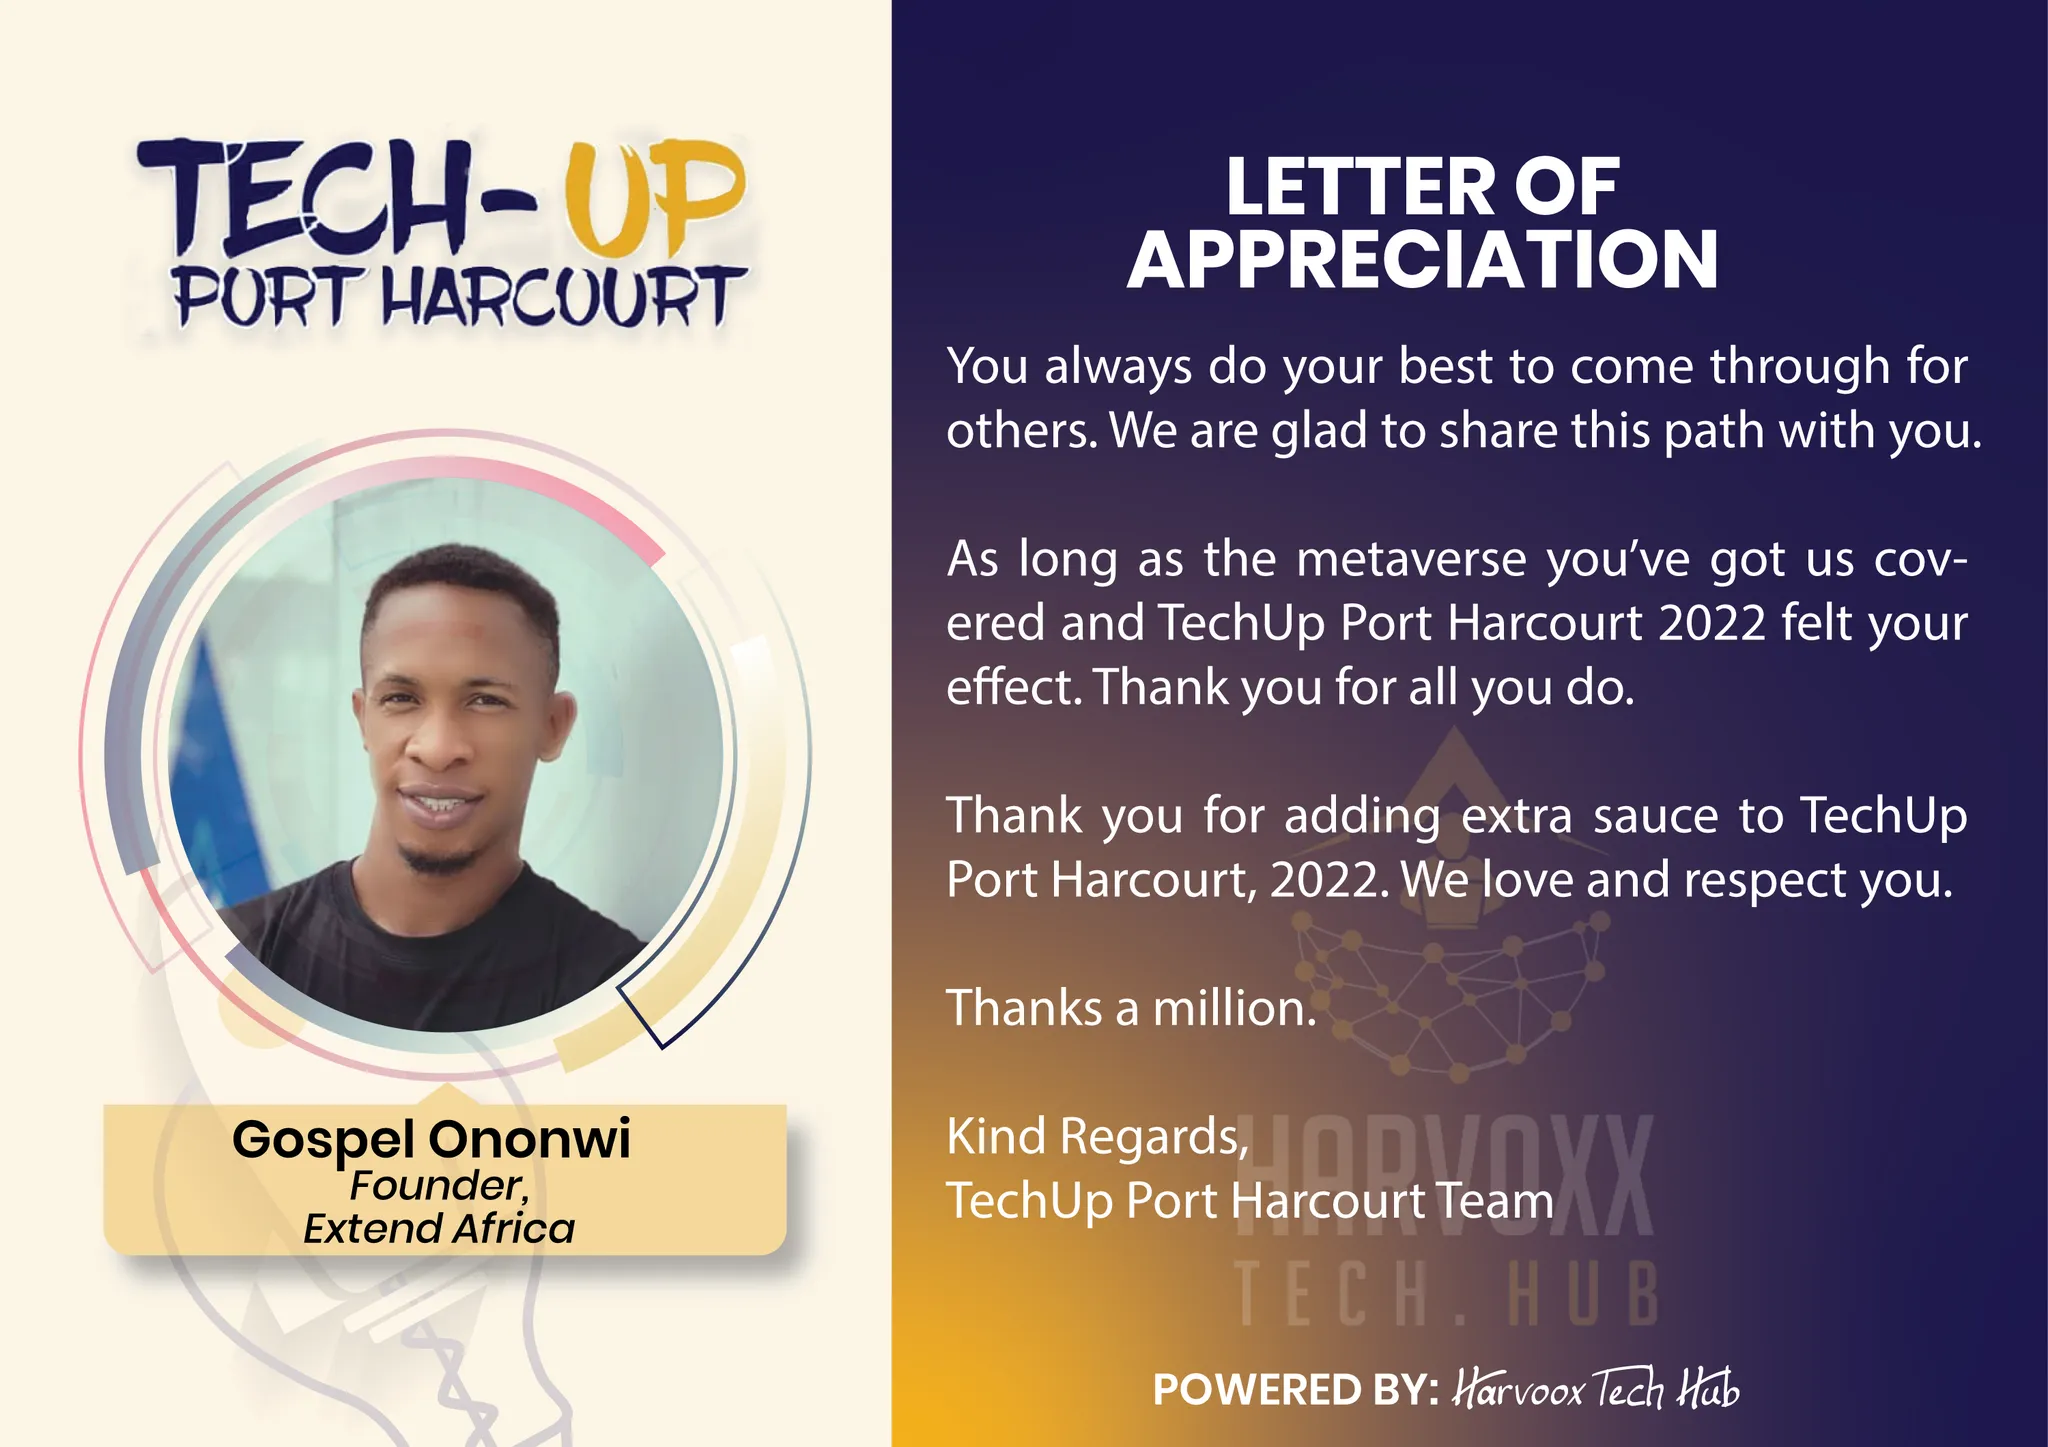 TECH-UP
PORT HARCOURT
Gospel Ononwi
Founder,
Extend Africa
LETTER OF
APPRECIATION
You always do your best to come through for
others. We are glad to share this path with you.
As long as the metaverse you’ve got us cov-
ered and TechUp Port Harcourt 2022 felt your
effect. Thank you for all you do.
Thank you for adding extra sauce to TechUp
Port Harcourt, 2022. We love and respect you.
Thanks a million.
Kind Regards,
TechUp Port Harcourt Team
HARVOXX
TECH.HUB
POWERED BY: Harvoox Tech Hub